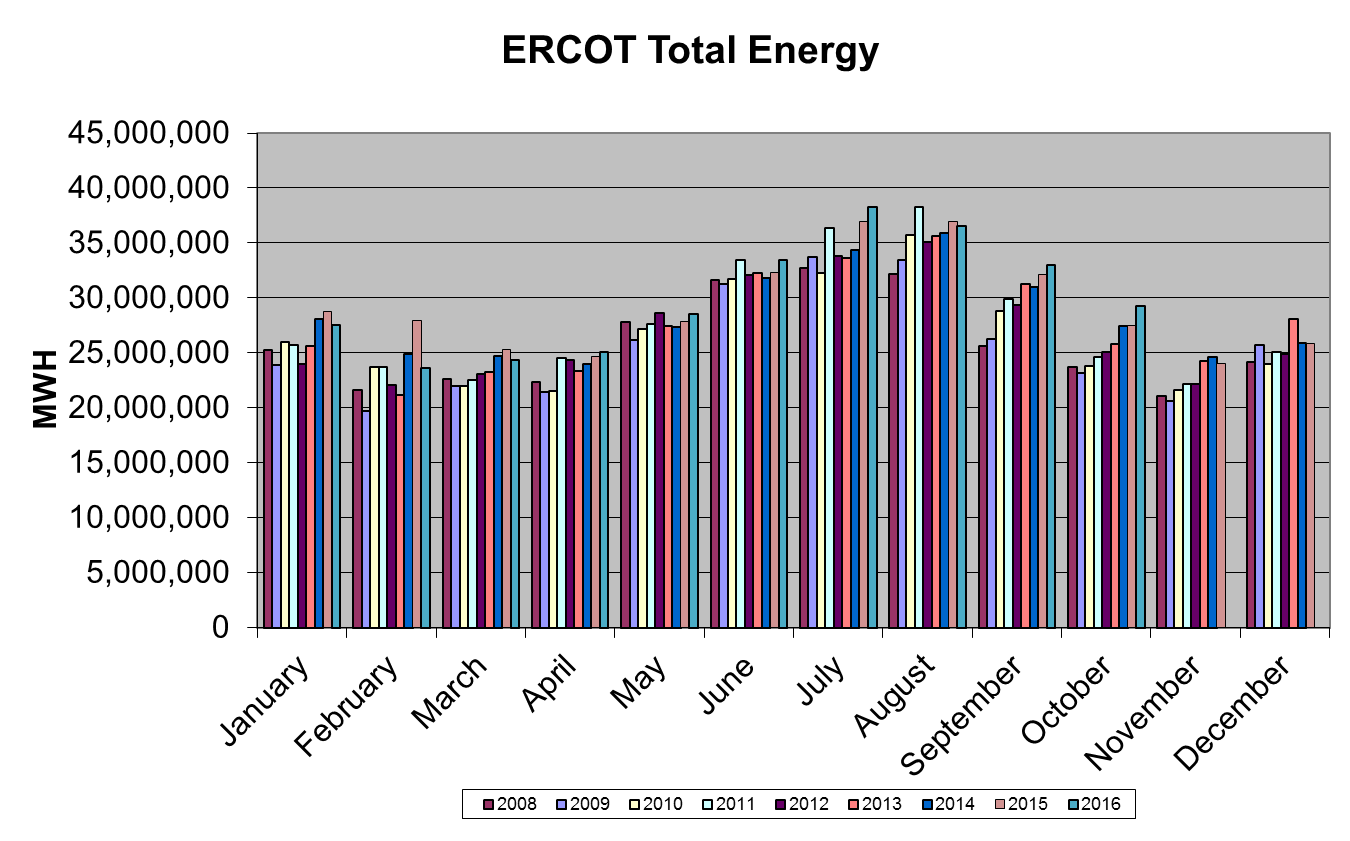 ERCOT Total Energy
45,000,000
40,000,000
35,000,000
30,000,000
25,000,000
20,000,000
15,000,000
10,000,000
5,000,000
0
MWH
January
February
March
April
May
June
July
August
September
October
November
December
2008 2009 2010 2011 2012 2013 2014 2015 2016